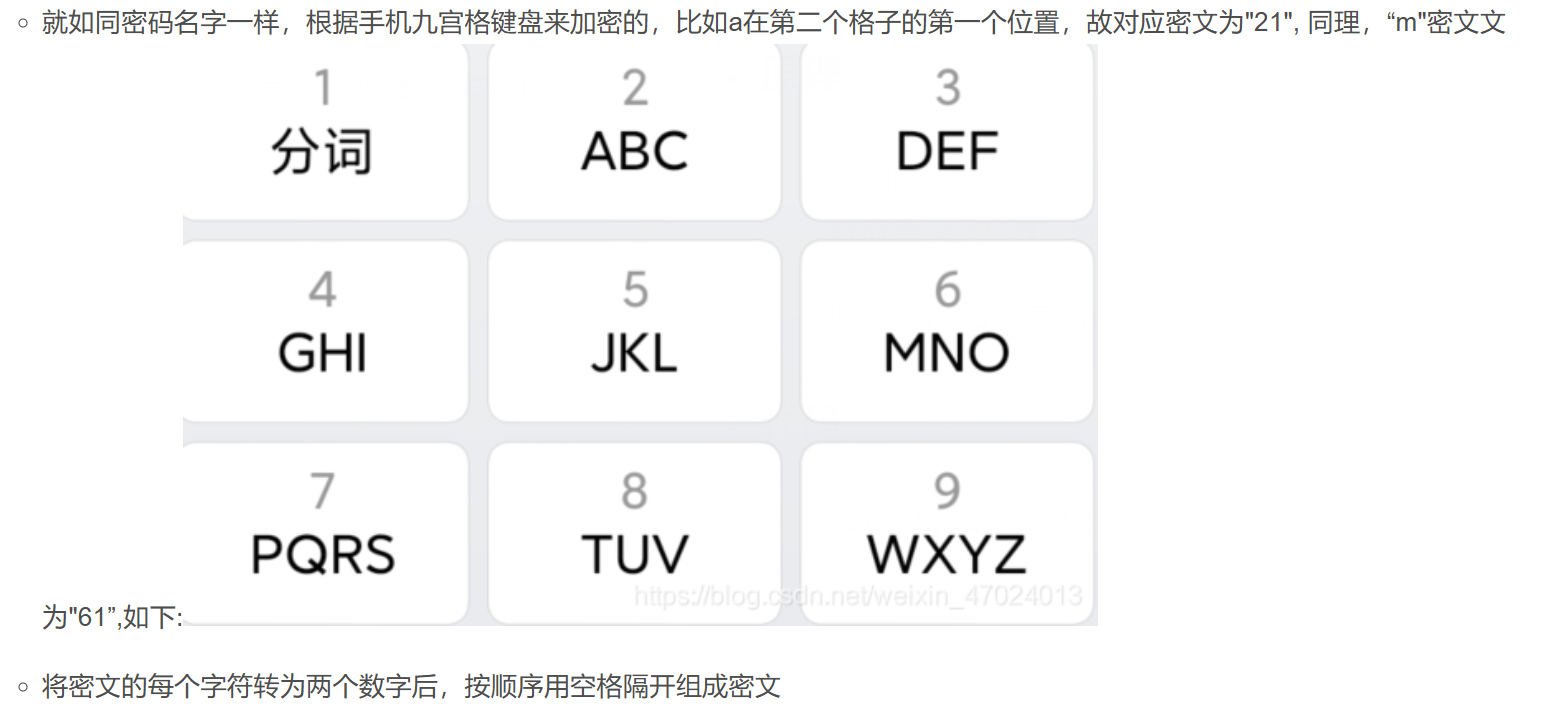 就如同密码名字一样，根据手机九宫格键盘来加密的，比如a在第二个格子的第一个位置，故对应密文为"21", 同理，“m"密文文
1
2
3
分词
ABC
DEF
4
5
6
GHI
JKL
MNO
7
8
9
PQRS
TUV
WXYZ
https://blog.csdn.net/weixin_47024013
为"61”,如下:
将密文的每个字符转为两个数字后，按顺序用空格隔开组成密文